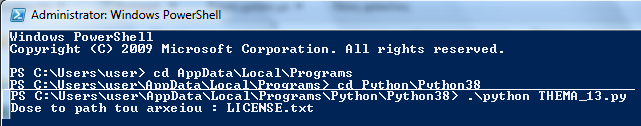 Administrator: Windows PowerShell
Windows PowerShell
Copyright (C) 2009 Microsoft Corporation. All rights reserved.
PS C:\Users\user> cd AppData\Local\Programs
PS C:\Users\user\AppData\Local\Programs> cd Python\Python38
PS C:\Users\user\AppData\Local\Programs\Python\Python38> .\python THEMA_13.py
Dose to path tou arxeiou : LICENSE.txt